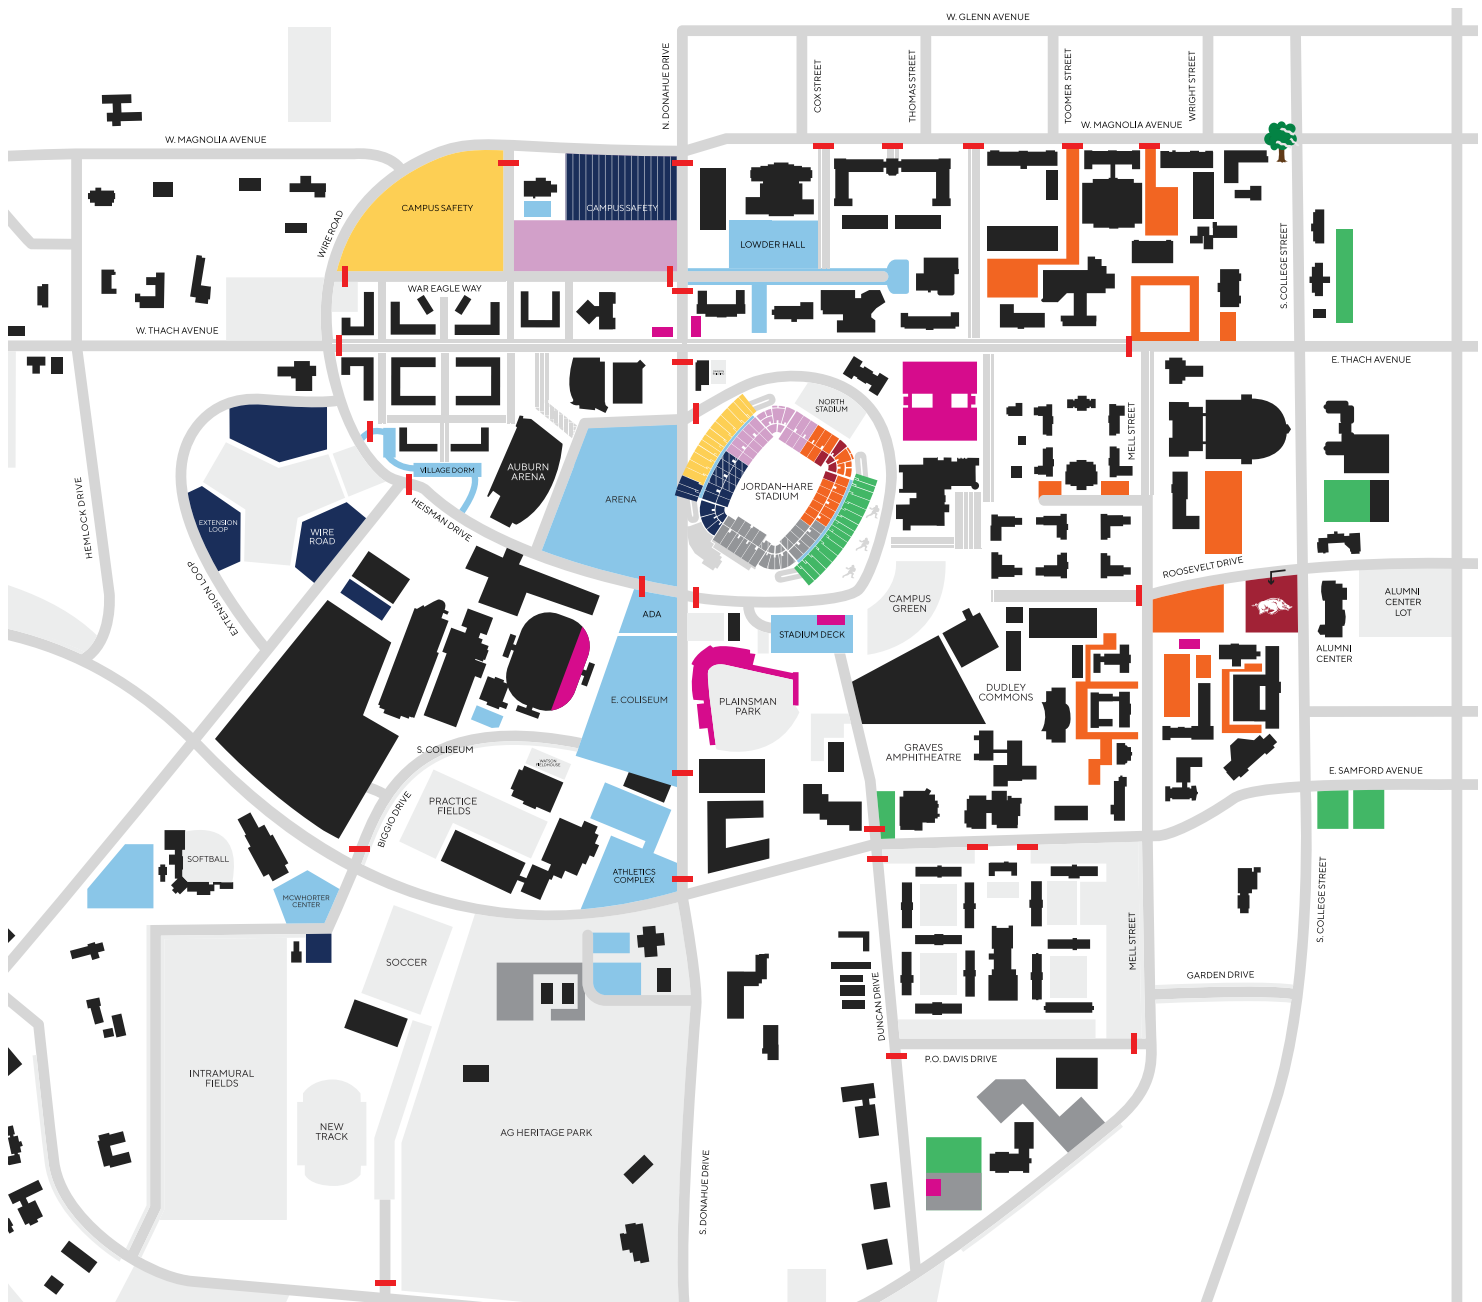 W. GLENN AVENUE
N. DONAHUE DRIVE
COX STREET
THOMAS STREET
TOOMER STREET
WRIGHT STREET
W. MAGNOLIA AVENUE
W. MAGNOLIA AVENUE
CAMPUS SAFETY
CAMPUS SAFETY
WIRE ROAD
LOWDER HALL
S. COLLEGE STREET
WAR EAGLE WAY
W. THACH AVENUE
E. THACH AVENUE
NORTH
STADIUM
MELL STREET
VILLAGE DORM
AUBURN
ARENA
ARENA
JORDAN-HARE
STADIUM
HEMLOCK DRIVE
EXTENSION
LOOP
WIRE
ROAD
HEISMAN DRIVE
EXTENSION LOOP
ROOSEVELT DRIVE
CAMPUS
GREEN
ALUMNI
CENTER
LOT
ADA
STADIUM DECK
ALUMNI
CENTER
DUDLEY
COMMONS
E. COLISEUM
PLAINSMAN
PARK
S. COLISEUM
GRAVES
AMPHITHEATRE
WATSON
FIELDHOUSE
E. SAMFORD AVENUE
PRACTICE
FIELDS
BIGGIO DRIVE
SOFTBALL
ATHLETICS
COMPLEX
MCWHORTER
CENTER
S. COLLEGE STREET
MELL STREET
SOCCER
GARDEN DRIVE
DUNCAN DRIVE
P.O. DAVIS DRIVE
INTRAMURAL
FIELDS
NEW
TRACK
AG HERITAGE PARK
S. DONAHUE DRIVE